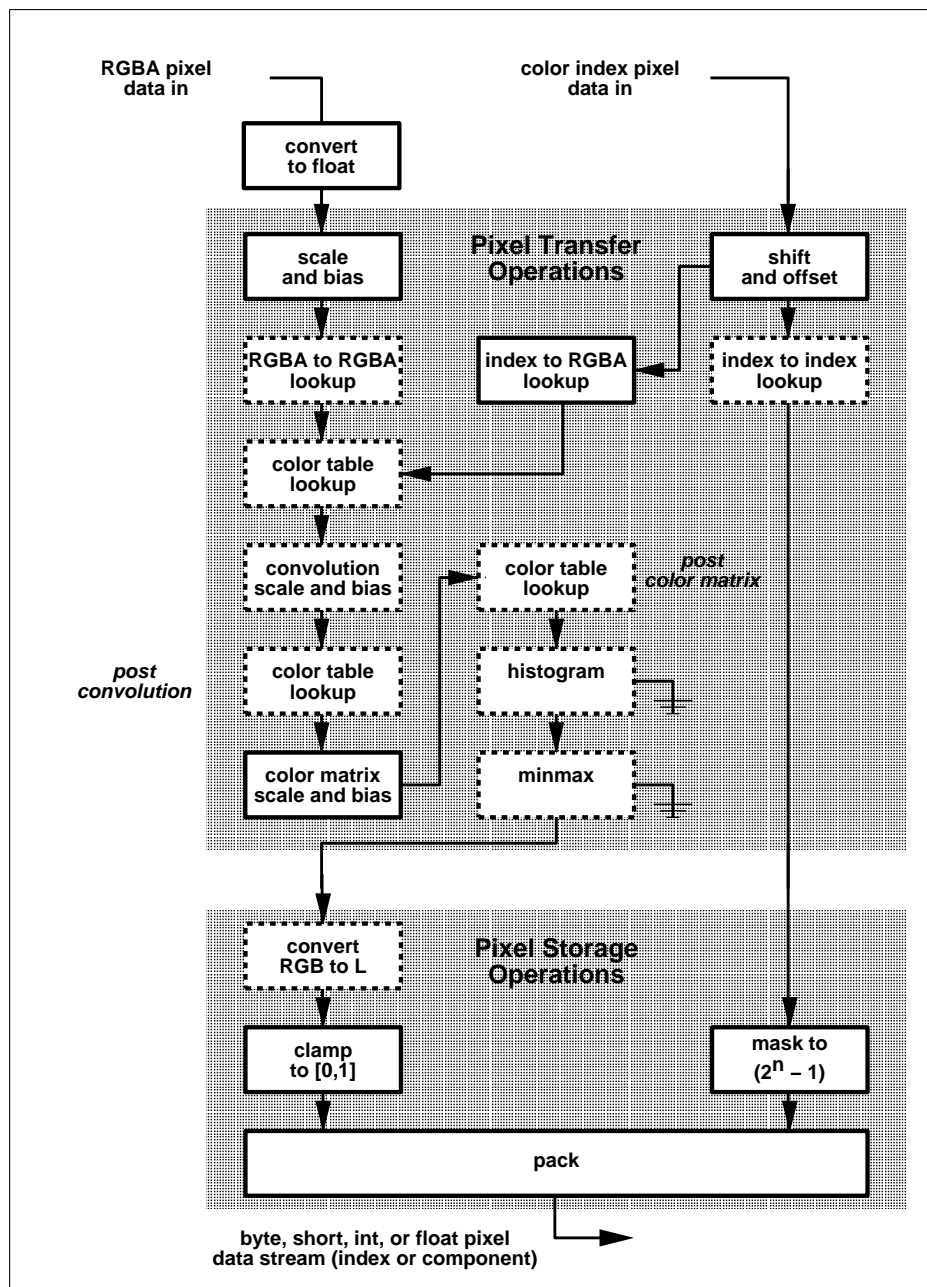 RGBA pixel
data in
color index pixel
data in
convert
to float
Pixel Transfer
Operations
scale
and bias
shift
and offset
RGBA to RGBA
lookup
index to RGBA
lookup
index to index
lookup
color table
lookup
convolution
scale and bias
color table
lookup
post
color matrix
post
convolution
color table
lookup
histogram
color matrix
scale and bias
minmax
Pixel Storage
Operations
convert
RGB to L
clamp
to [0,1]
mask to
(2ⁿ – 1)
pack
byte, short, int, or float pixel
data stream (index or component)